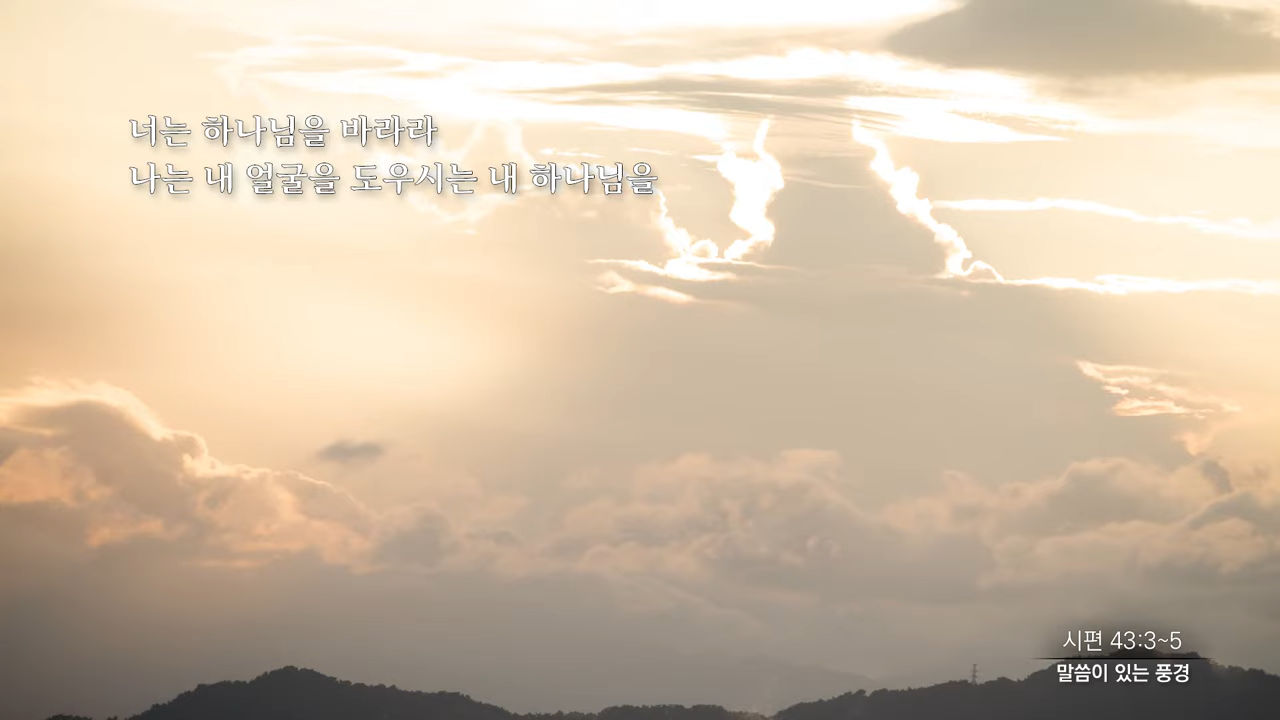 너는 하나님을 바라라
나는 내 얼굴을 도우시는 내 하나님을
시편 43:3~5
말씀이 있는 풍경